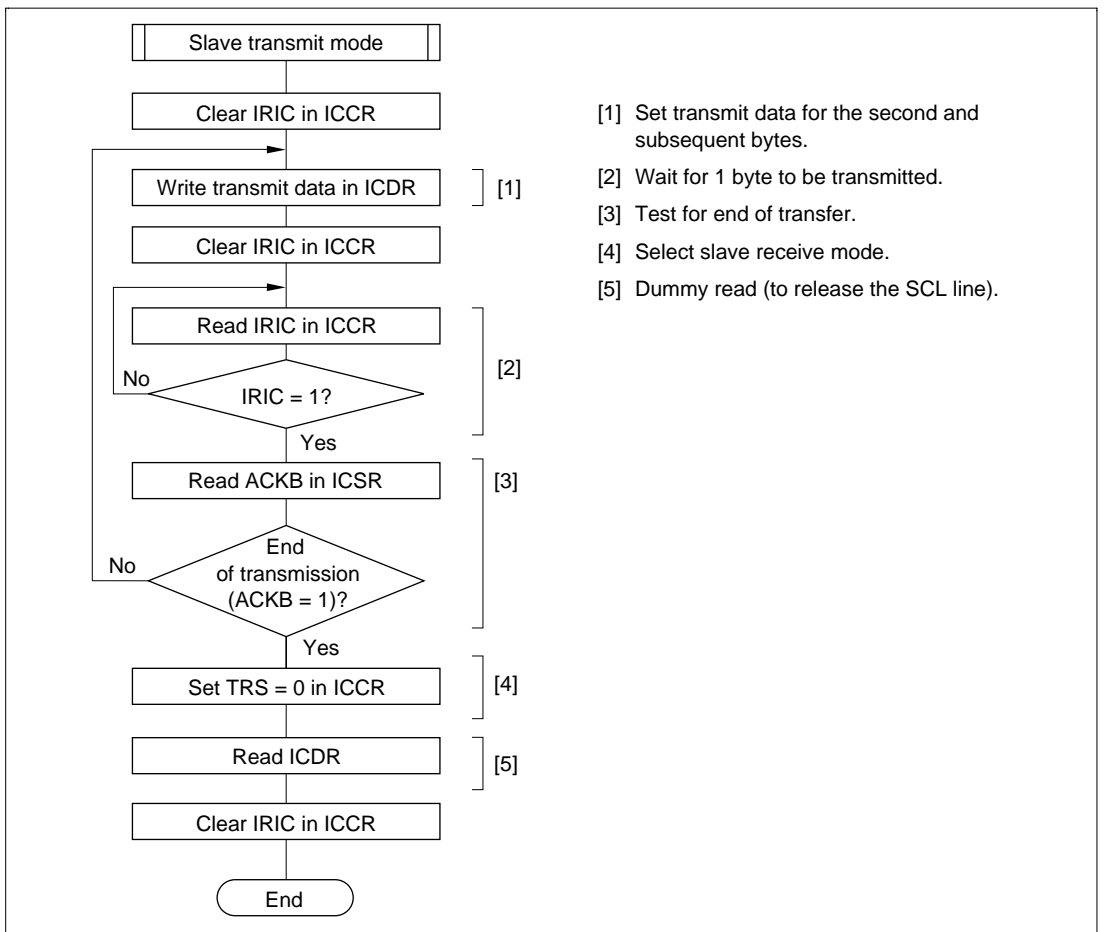 Slave transmit mode
Clear IRIC in ICCR
Write transmit data in ICDR
[1]
Clear IRIC in ICCR
Read IRIC in ICCR
[2]
No
IRIC = 1?
Yes
Read ACKB in ICSR
[3]
No
End
of transmission
(ACKB = 1)?
Yes
Set TRS = 0 in ICCR
[4]
Read ICDR
[5]
Clear IRIC in ICCR
End
[1] Set transmit data for the second and
subsequent bytes.
[2] Wait for 1 byte to be transmitted.
[3] Test for end of transfer.
[4] Select slave receive mode.
[5] Dummy read (to release the SCL line).